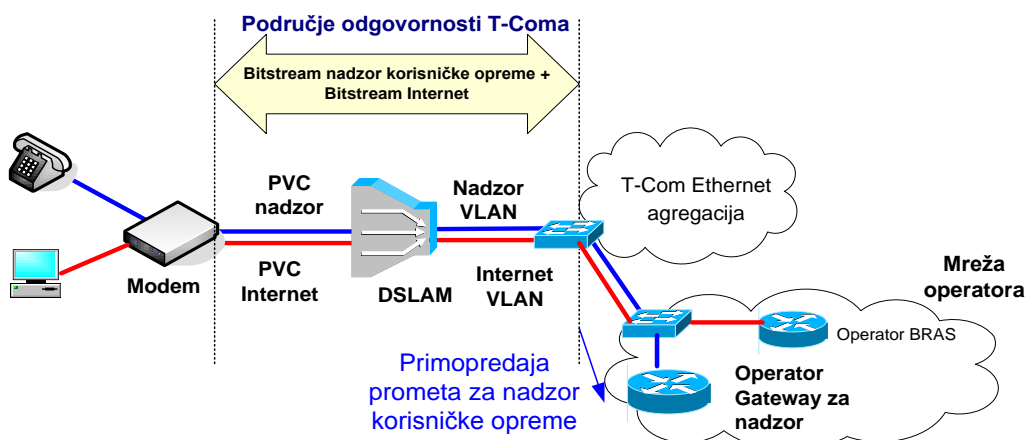 Područje odgovornosti T-Coma
Bitstream nadzor korisničke opreme +
Bitstream Internet
PVC
nadzor
Nadzor
VLAN
T-Com Ethernet
agregacija
Modem
PVC
Internet
DSLAM
Internet
VLAN
Mreža
operatora
Operator BRAS
Primopredaja
prometa za nadzor
korisničke opreme
Operator
Gateway za
nadzor